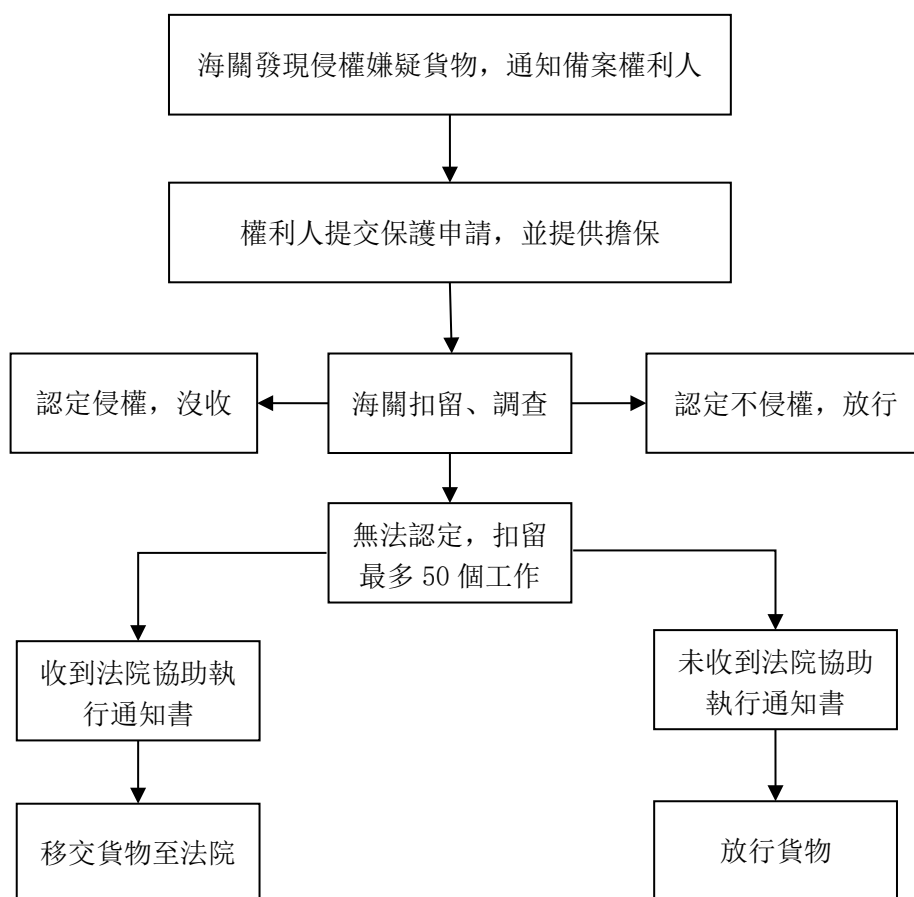 海關發現侵權嫌疑貨物，通知備案權利人
權利人提交保護申請，並提供擔保
認定侵權，沒收
海關扣留、調查
認定不侵權，放行
無法認定，扣留
最多 50 個工作
收到法院協助執
行通知書
未收到法院協助
執行通知書
移交貨物至法院
放行貨物